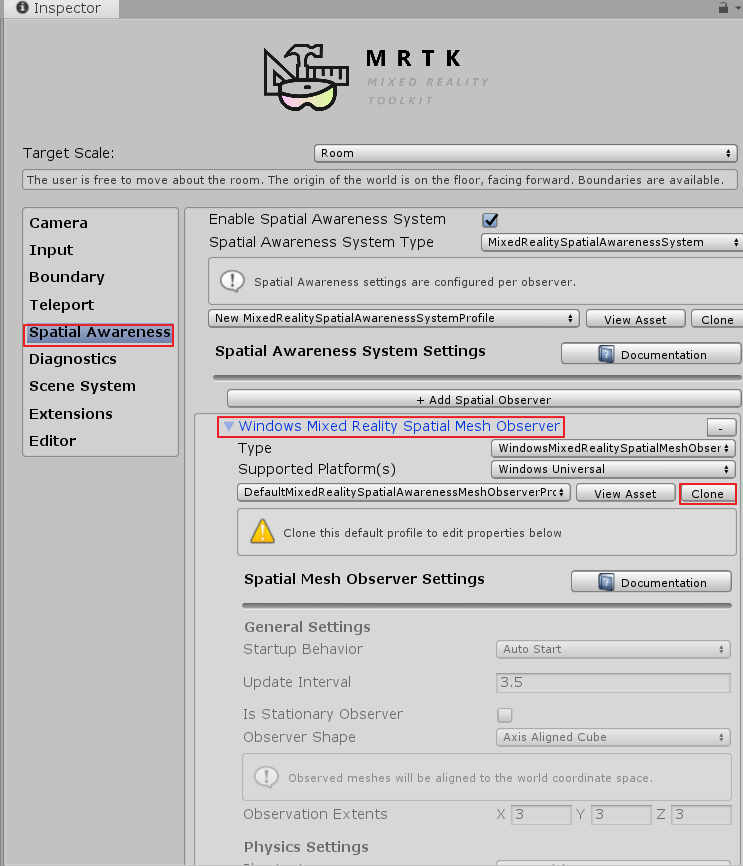 Inspector
MRTK
MIXED REALITY
TOOLKIT
Target Scale: Room
The user is free to move about the room. The origin of the world is on the floor, facing forward. Boundaries are available.
Camera
Input
Boundary
Teleport
Spatial Awareness
Diagnostics
Scene System
Extensions
Editor
Enable Spatial Awareness System
Spatial Awareness System Type MixedRealitySpatialAwarenessSystem
Spatial Awareness settings are configured per observer.
New MixedRealitySpatialAwarenessSystemProfile View Asset Clone
Spatial Awareness System Settings Documentation
+ Add Spatial Observer
Windows Mixed Reality Spatial Mesh Observer -
Type WindowsMixedRealitySpatialMeshObser
Supported Platform(s) Windows Universal
DefaultMixedRealitySpatialAwarenessMeshObserverPro View Asset Clone
Clone this default profile to edit properties below
Spatial Mesh Observer Settings Documentation
General Settings
Startup Behavior Auto Start
Update Interval 3.5
Is Stationary Observer
Observer Shape Axis Aligned Cube
Observed meshes will be aligned to the world coordinate space.
Observation Extents X 3 Y 3 Z 3
Physics Settings